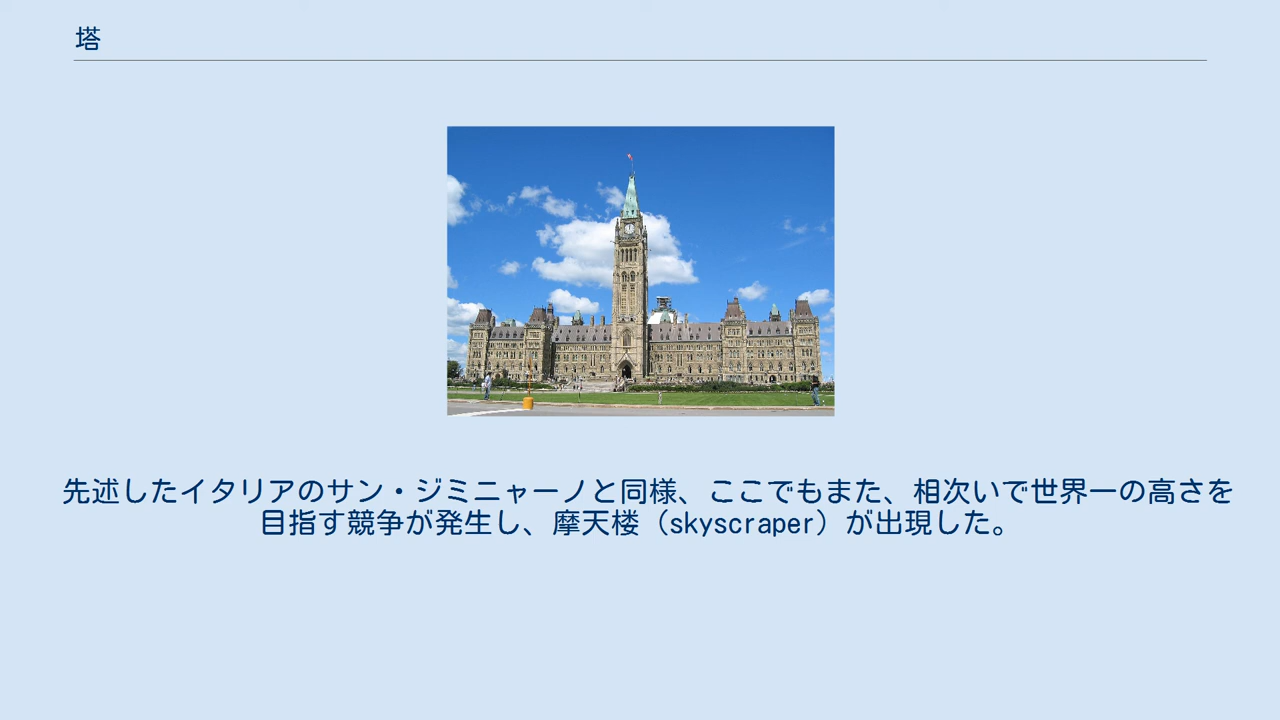 塔
先述したイタリアのサン・ジミニャーノと同様、ここでもまた、相次いで世界一の高さを
目指す競争が発生し、摩天楼（skyscraper）が出現した。